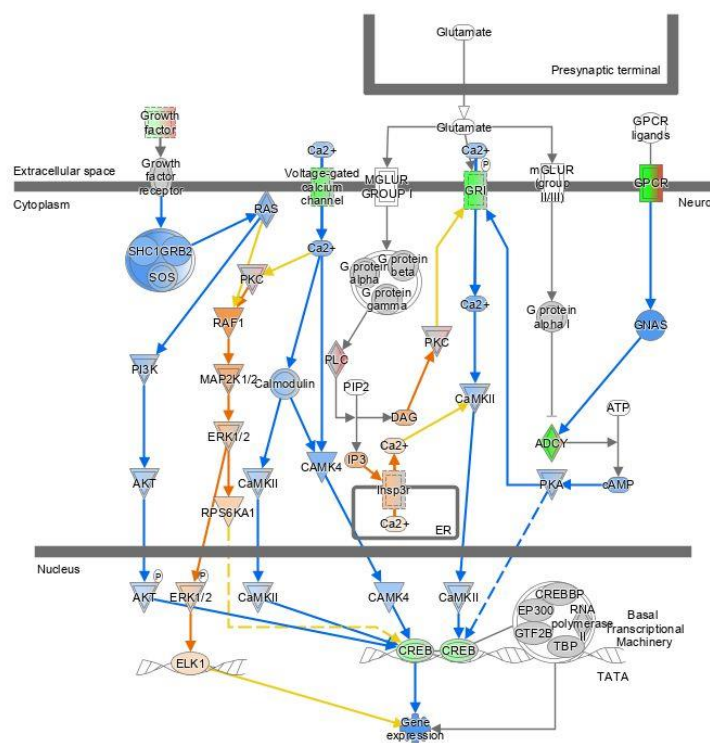 Glutamate
Presynaptic terminal
Growth
factor
Ca2+
Glutamate
Ca2+
P
GPCR
ligands
Extracellular space
Growth
factor
receptor
Voltage-gated
calcium
channel
MGLUR
GROUP I
GRI
mGLUR
(group
II/III)
GPCR
Neuro
Cytoplasm
RAS
SHC1
GRB2
SOS
Ca2+
PKC
G protein
alpha
G protein
beta
G protein
gamma
RAF1
PKC
Ca2+
G protein
alpha I
GNAS
PI3K
MAP2K1/2
Calmodulin
PLC
PIP2
CaMKII
DAG
ATP
ERK1/2
Ca2+
ADCY
AKT
CaMKII
CAMK4
IP3
Insp3r
PKA
cAMP
RPS6KA1
Ca2+
ER
Nucleus
P
P
AKT
ERK1/2
CaMKII
CAMK4
CaMKII
CREBBP
EP300
RNA
polymerase
II
GTF2B
TBP
Basal
Transcriptional
Machinery
CREB
CREB
ELK1
TATA
Gene
expression